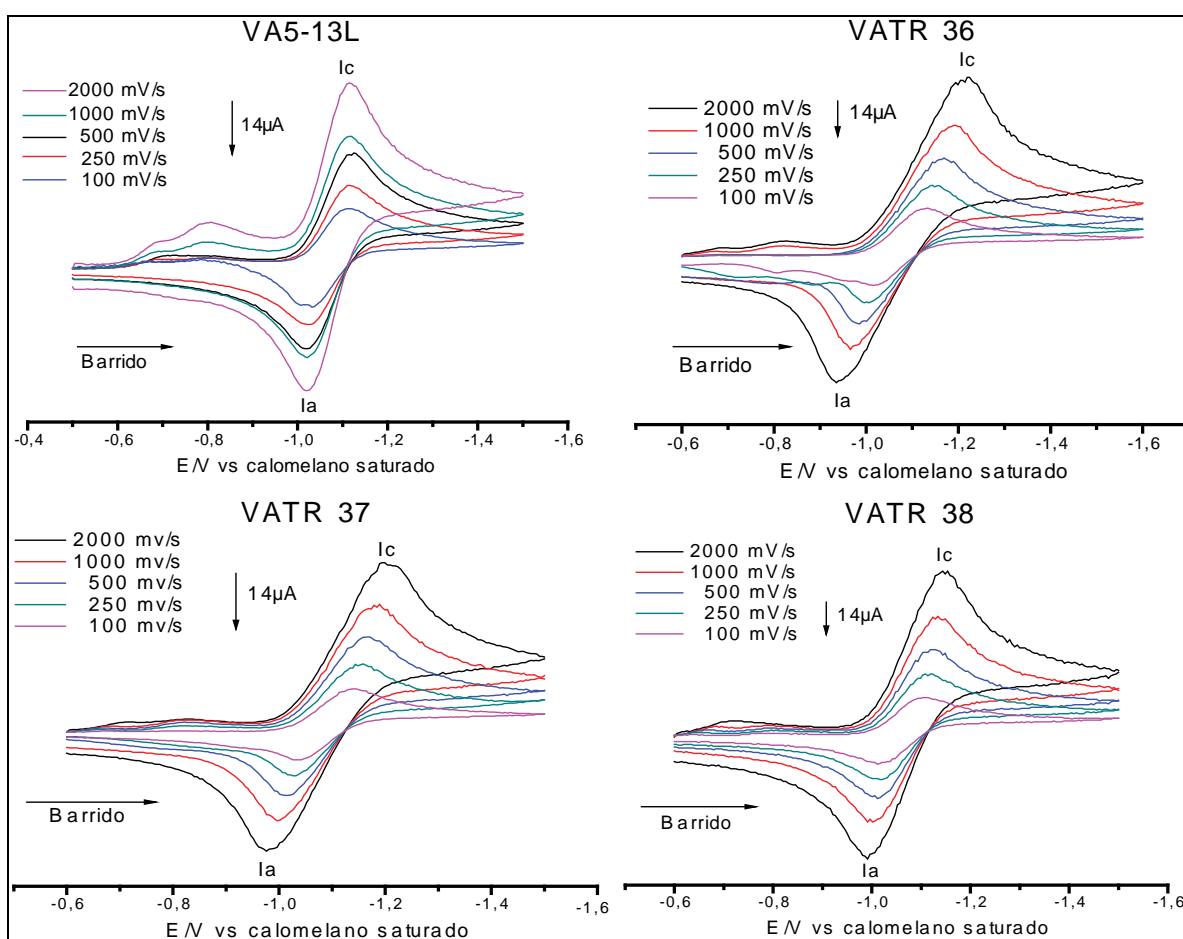 VA5-13L
Ic
2000 mV/s
1000 mV/s
500 mV/s
250 mV/s
100 mV/s
14µA
Barrido
Ia
-0,4 -0,6 -0,8 -1,0 -1,2 -1,4 -1,6
E /V vs calomelano saturado
VATR 36
Ic
2000 mV/s
1000 mV/s
500 mV/s
250 mV/s
100 mV/s
14µA
Barrido
Ia
-0,6 -0,8 -1,0 -1,2 -1,4 -1,6
E /V vs calomelano saturado
VATR 37
Ic
2000 mv/s
1000 mv/s
500 mv/s
250 mv/s
100 mv/s
14µA
Barrido
Ia
-0,6 -0,8 -1,0 -1,2 -1,4 -1,6
E /V vs calomelano saturado
VATR 38
Ic
2000 mV/s
1000 mV/s
500 mV/s
250 mV/s
100 mV/s
14µA
Barrido
Ia
-0,6 -0,8 -1,0 -1,2 -1,4 -1,6
E /V vs calomelano saturado